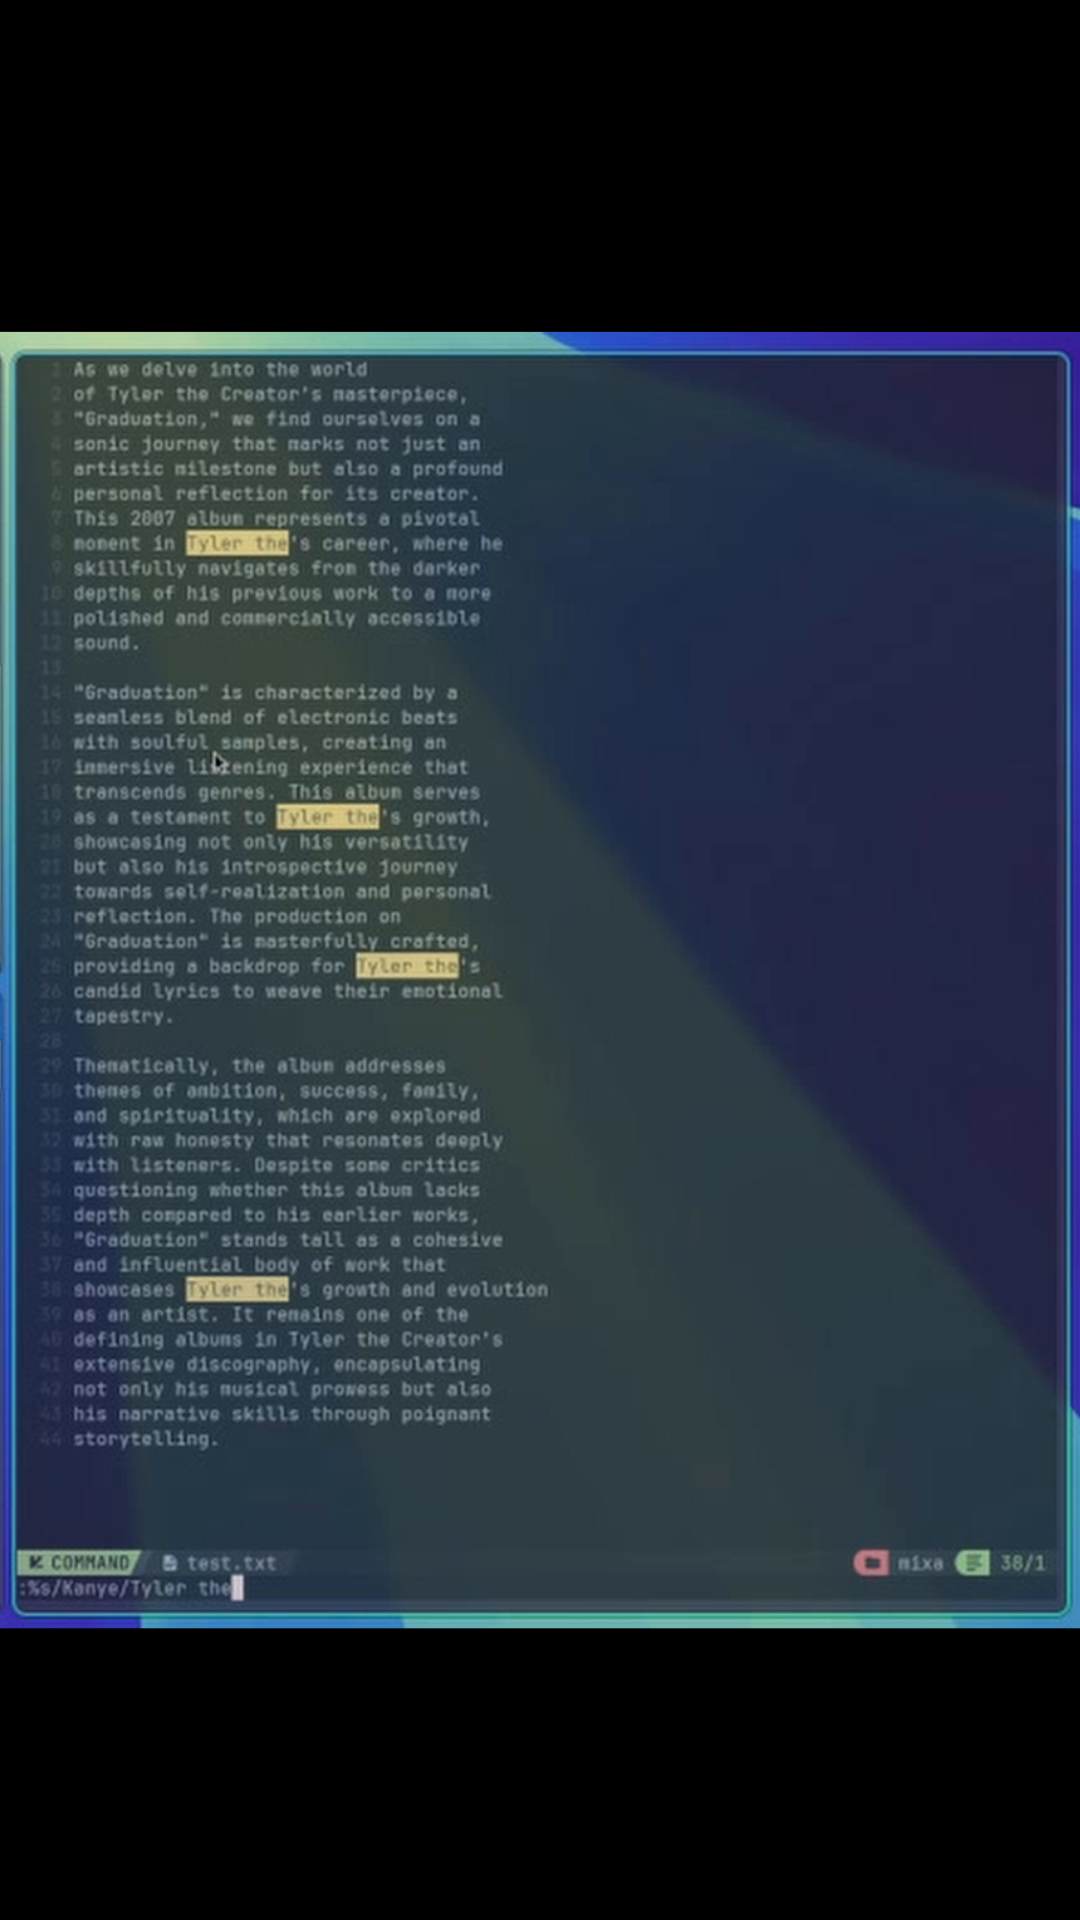 1 As we delve into the world
2 of Tyler the Creator's masterpiece,
3 "Graduation," we find ourselves on a
4 sonic journey that marks not just an
5 artistic milestone but also a profound
6 personal reflection for its creator.
7 This 2007 album represents a pivotal
8 moment in Tyler the's career, where he
9 skillfully navigates from the darker
10 depths of his previous work to a more
11 polished and commercially accessible
12 sound.
13
14 "Graduation" is characterized by a
15 seamless blend of electronic beats
16 with soulful samples, creating an
17 immersive listening experience that
18 transcends genres. This album serves
19 as a testament to Tyler the's growth,
20 showcasing not only his versatility
21 but also his introspective journey
22 towards self-realization and personal
23 reflection. The production on
24 "Graduation" is masterfully crafted,
25 providing a backdrop for Tyler the's
26 candid lyrics to weave their emotional
27 tapestry.
28
29 Thematically, the album addresses
30 themes of ambition, success, family,
31 and spirituality, which are explored
32 with raw honesty that resonates deeply
33 with listeners. Despite some critics
34 questioning whether this album lacks
35 depth compared to his earlier works,
36 "Graduation" stands tall as a cohesive
37 and influential body of work that
38 showcases Tyler the's growth and evolution
39 as an artist. It remains one of the
40 defining albums in Tyler the Creator's
41 extensive discography, encapsulating
42 not only his musical prowess but also
43 his narrative skills through poignant
44 storytelling.
COMMAND test.txt mixa 38/1
:%s/Kanye/Tyler the